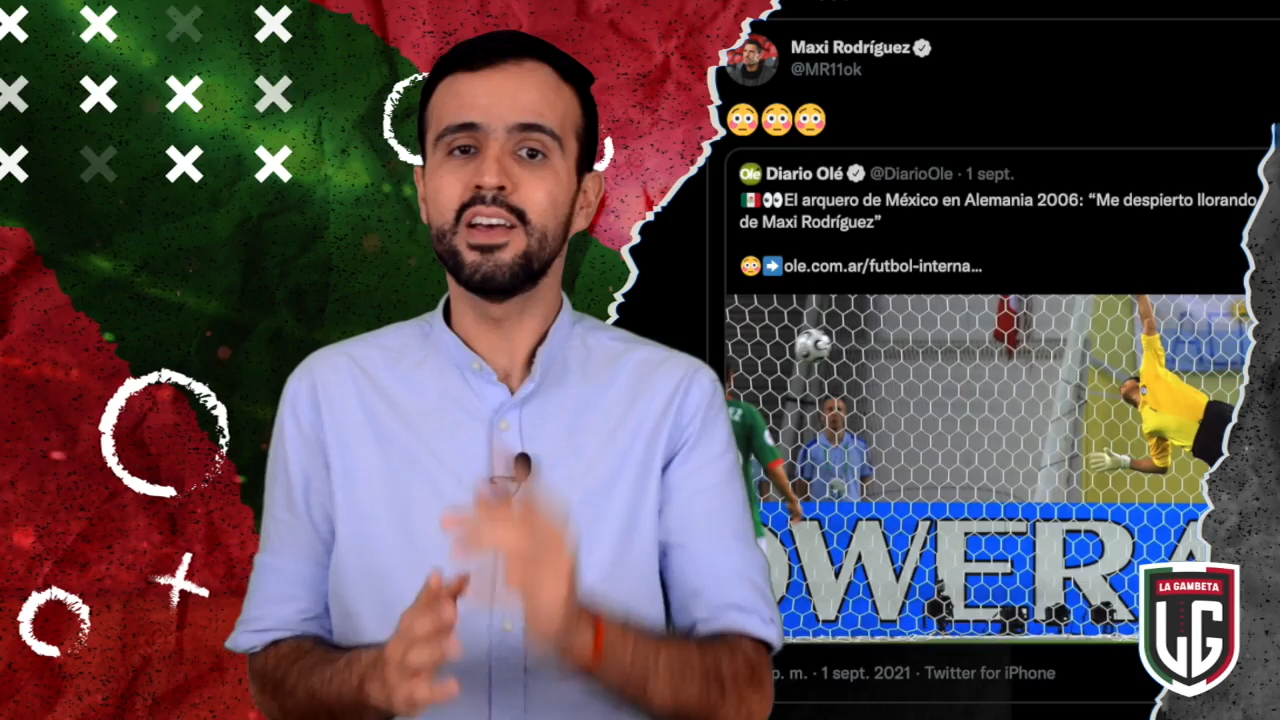 Maxi Rodríguez
@MR11ok
Olé Diario Olé @DiarioOle · 1 sept.
🇲🇽👀El arquero de México en Alemania 2006: “Me despierto llorando
de Maxi Rodríguez”
😳➡️ole.com.ar/futbol-interna...
OWERA
LA GAMBETA
LG
p. m. · 1 sept. 2021 · Twitter for iPhone